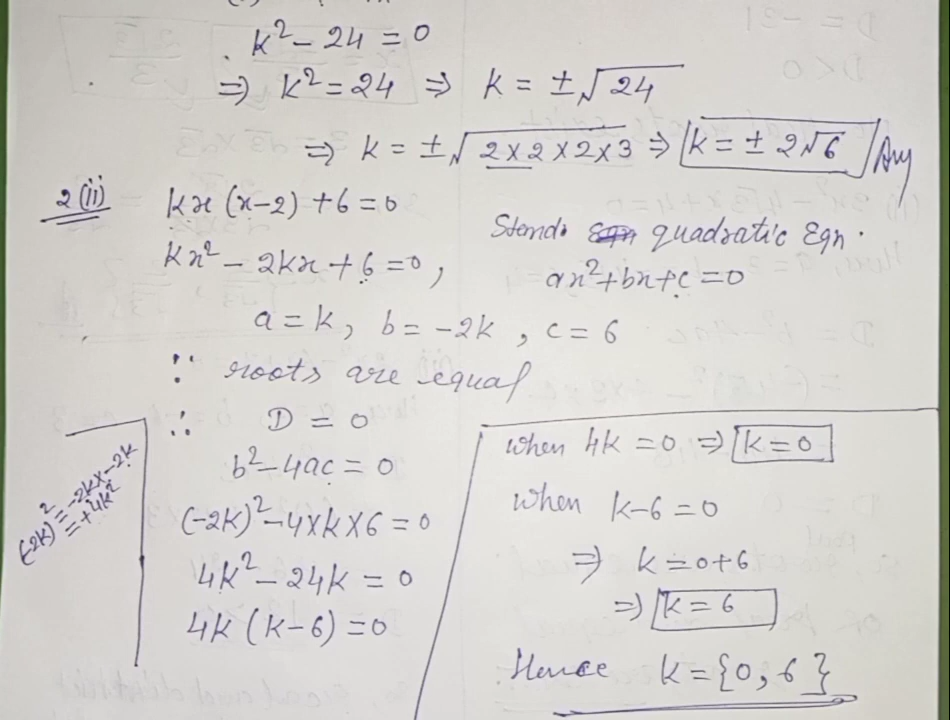 k² - 24 = 0
⇒ k² = 24 ⇒ k = ±√24
⇒ k = ±√2×2×2×3 ⇒ k = ± 2√6 Any
2(ii) kx (x-2) + 6 = 0
Stend. quadratic Eqn.
kx² - 2kx + 6 = 0,
ax² + bx + c = 0
a = k, b = -2k, c = 6
∵ roots are equal
∴ D = 0
b² - 4ac = 0
(-2k)² - 4×k×6 = 0
4k² - 24k = 0
4k (k-6) = 0
(-2k)² = -2k×-2k
= +4k²
when 4k = 0 ⇒ k = 0
when k-6 = 0
⇒ k = 0+6
⇒ k = 6
Hence k = {0, 6}